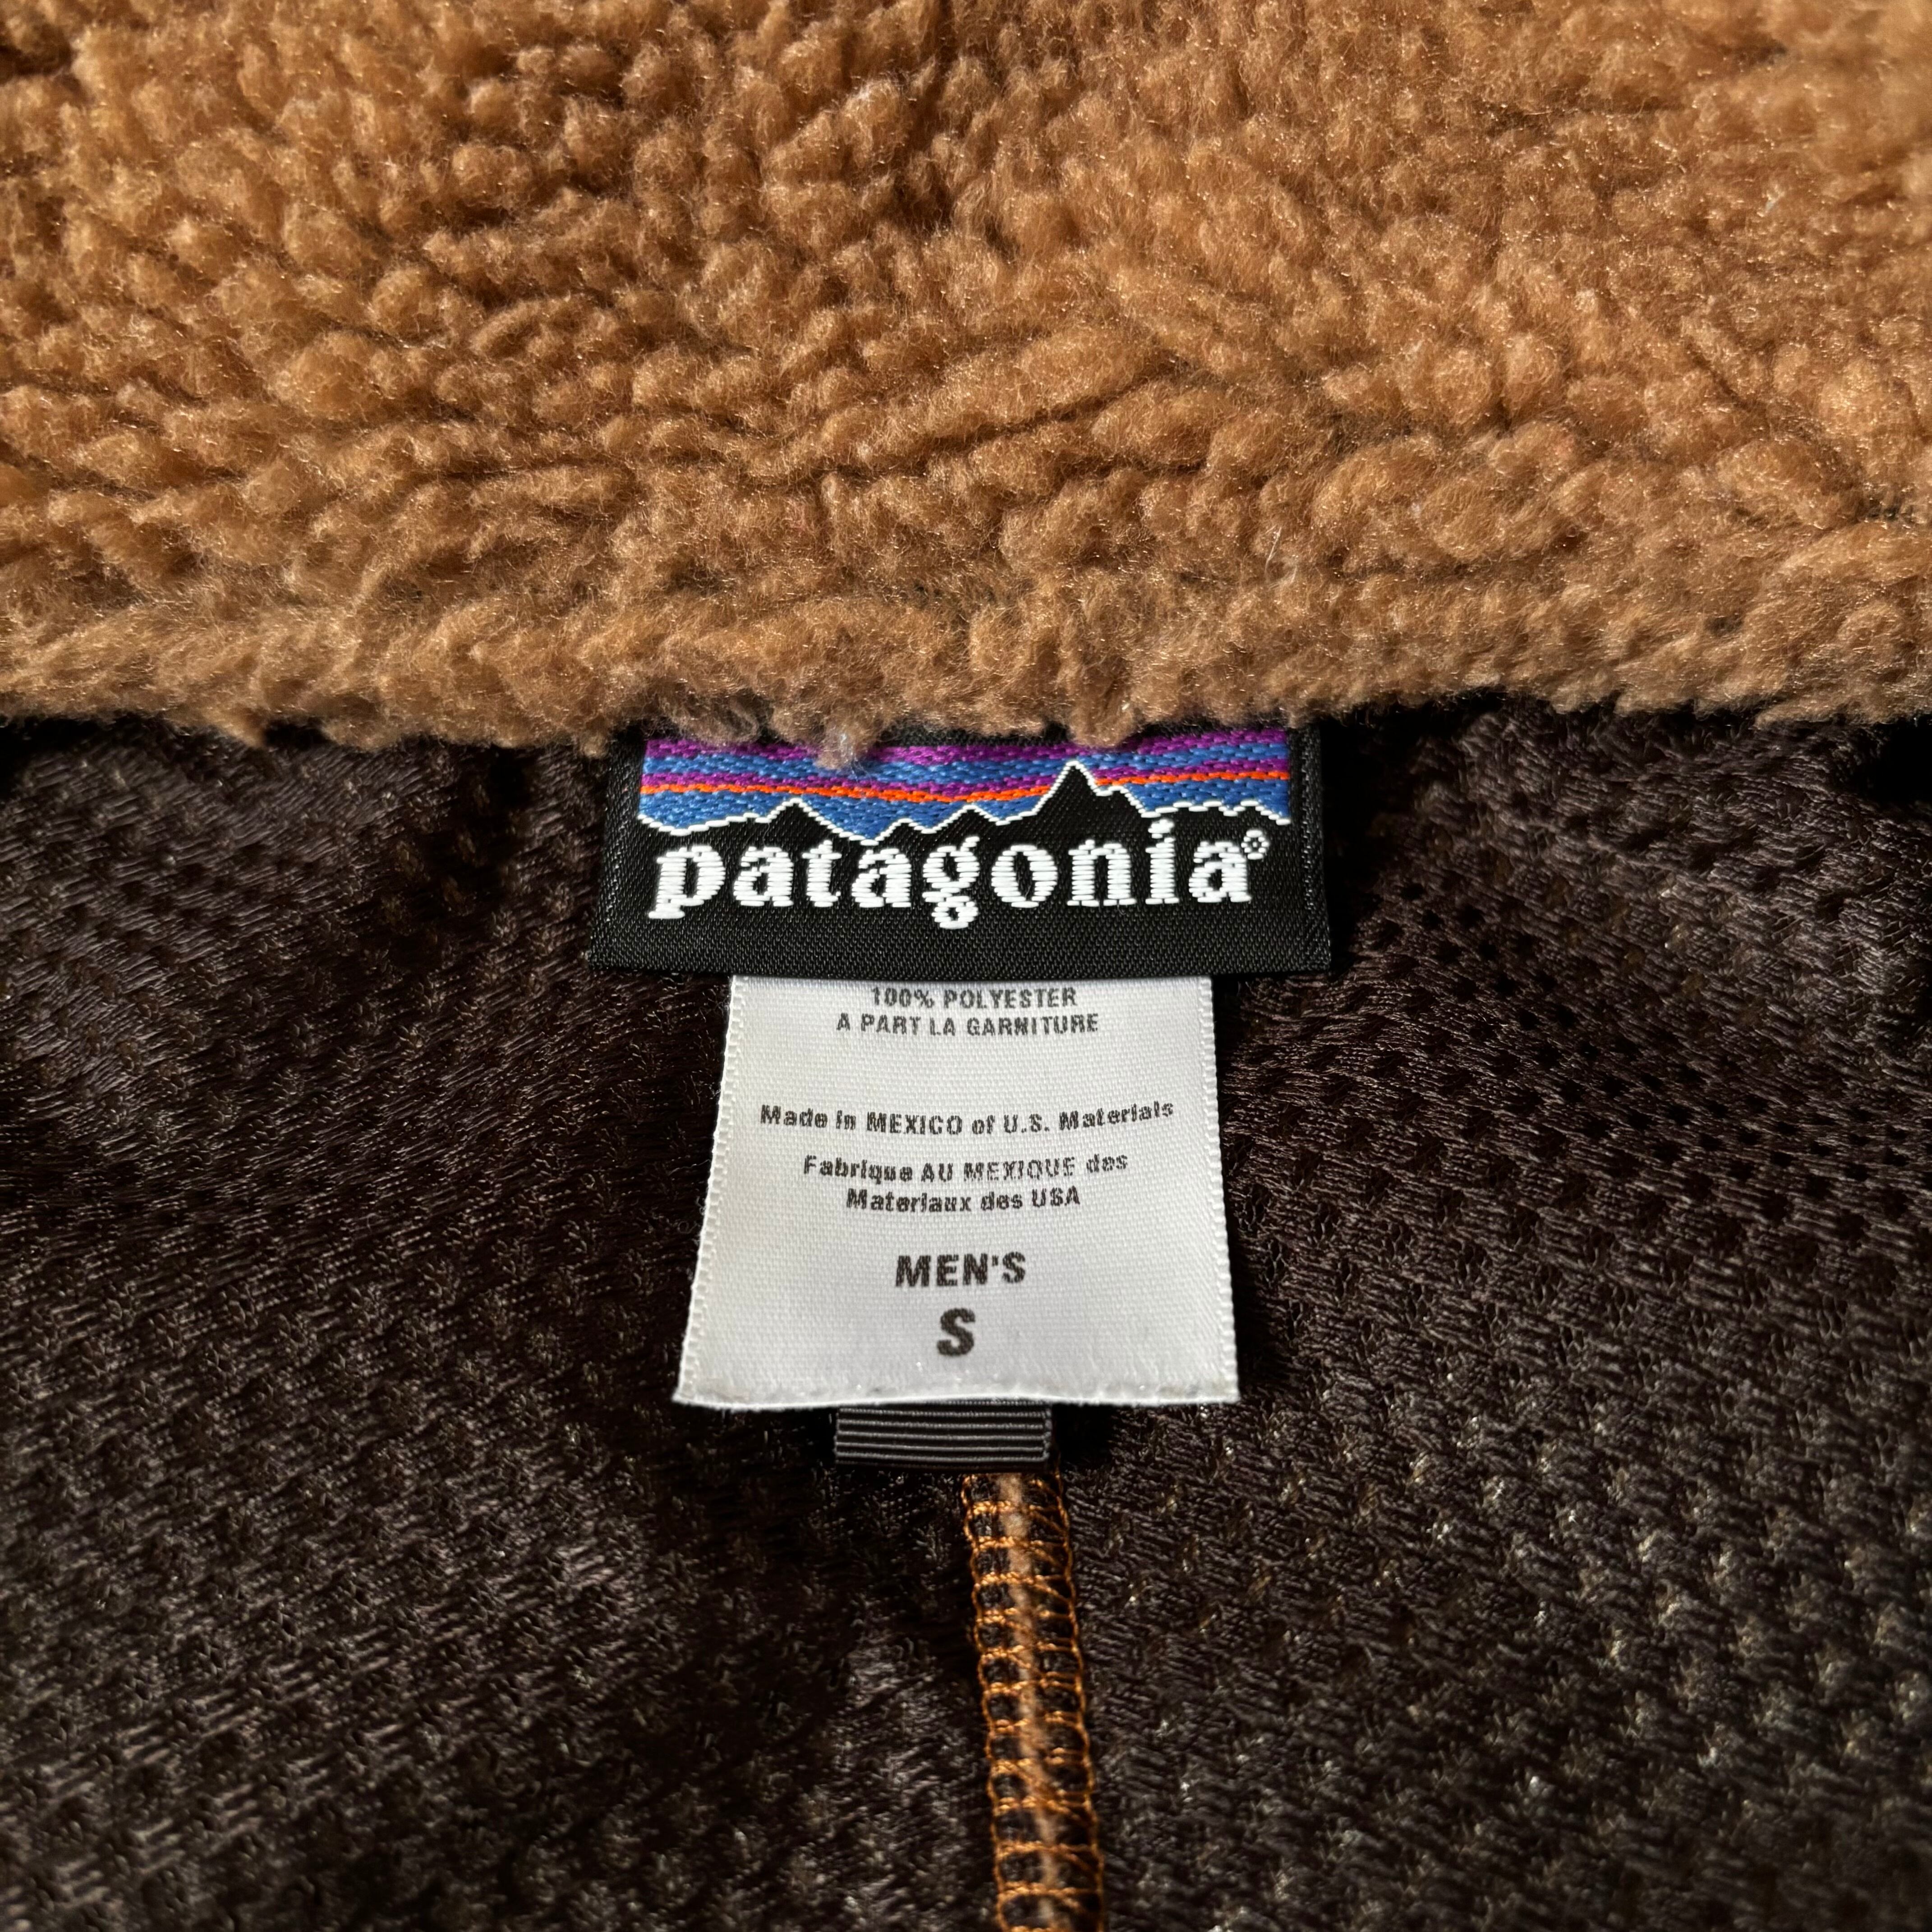 patagonia®
100% POLYESTER
A PART LA GARNITURE
Made in MEXICO of U.S. Materials
Fabrique AU MEXIQUE des
Materiaux des USA
MEN'S
S